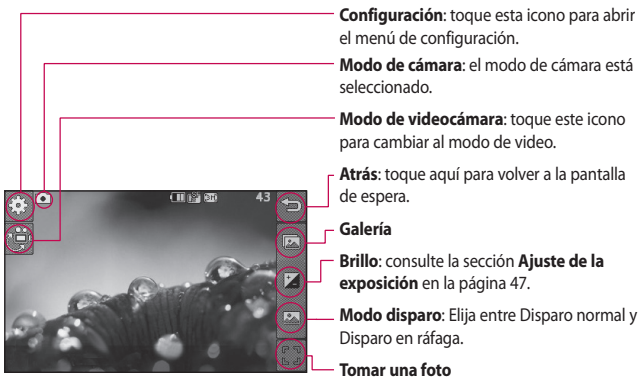 Configuración: toque esta icono para abrir
el menú de configuración.
Modo de cámara: el modo de cámara está
seleccionado.
Modo de videocámara: toque este icono
para cambiar al modo de video.
Atrás: toque aquí para volver a la pantalla
de espera.
43
Galería
Brillo: consulte la sección Ajuste de la
exposición en la página 47.
Modo disparo: Elija entre Disparo normal y
Disparo en ráfaga.
Tomar una foto